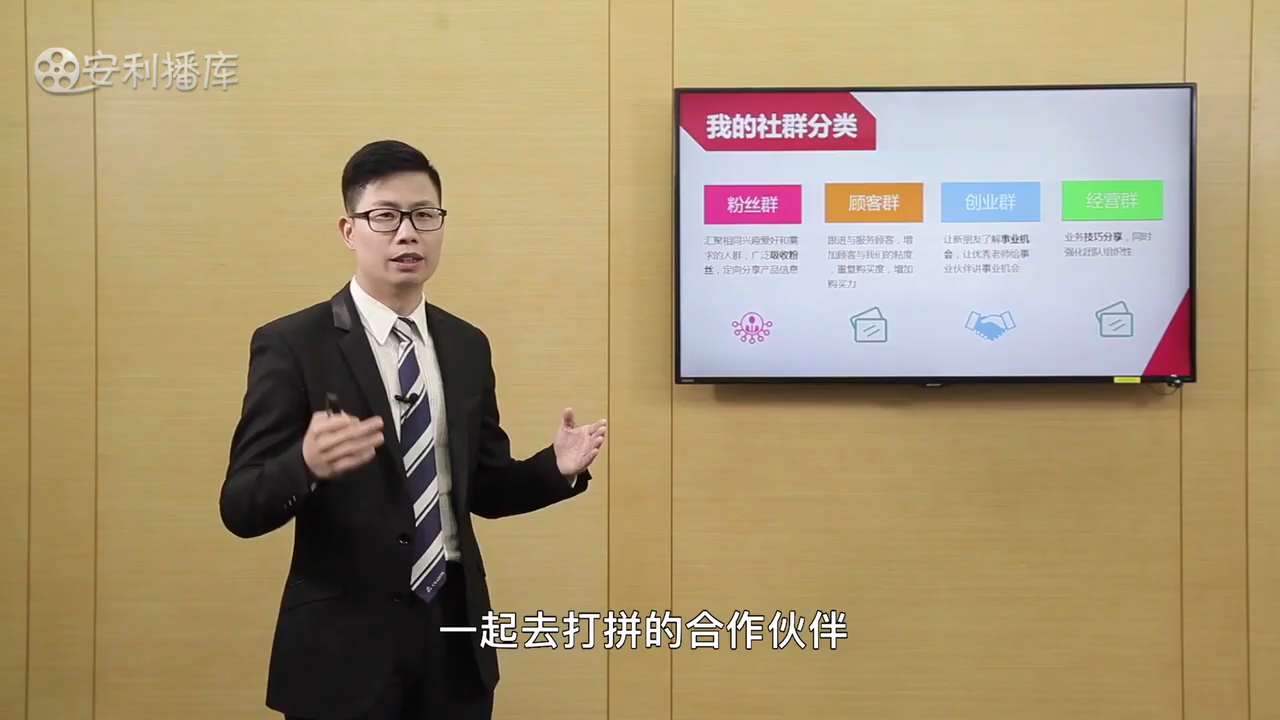 安利播库
我的社群分类
粉丝群
汇聚相同兴趣爱好和需
求的人群，广泛吸收粉
丝，定向分享产品信息
顾客群
跟进与服务顾客，增
加顾客与我们的粘度
，重复购买度，增加
购买力
创业群
让新朋友了解事业机
会，让优秀老师给事
业伙伴讲事业机会
经营群
业务技巧分享，同时
强化团队组织性
一起去打拼的合作伙伴